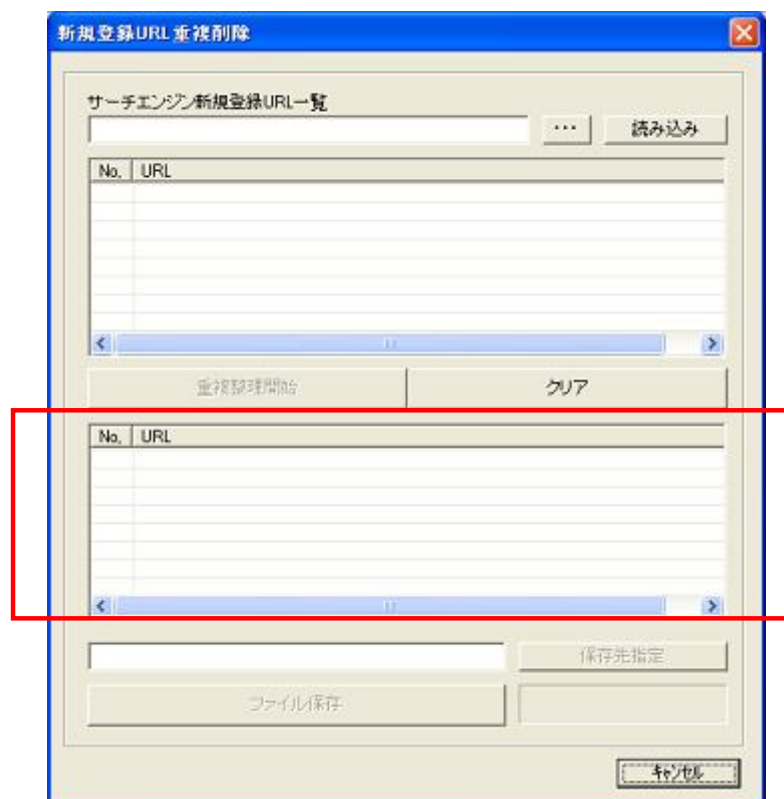 新規登録URL重複削除
サーチエンジン新規登録URL一覧
... 読み込み
No. URL
重複整理開始 クリア
No. URL
保存先指定
ファイル保存
キャンセル